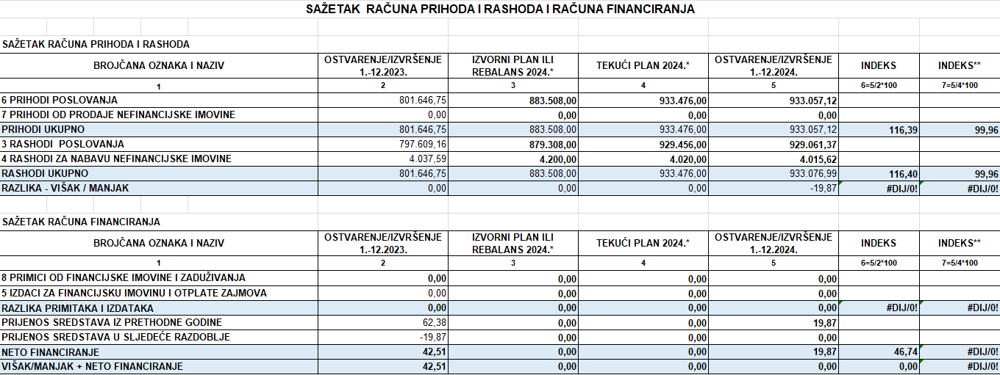 SAŽETAK RAČUNA PRIHODA I RASHODA I RAČUNA FINANCIRANJA
SAŽETAK RAČUNA PRIHODA I RASHODA
BROJČANA OZNAKA I NAZIV OSTVARENJE/IZVRŠENJE 1.-12.2023. IZVORNI PLAN ILI REBALANS 2024.* TEKUĆI PLAN 2024.* OSTVARENJE/IZVRŠENJE 1.-12.2024. INDEKS INDEKS**
1 2 3 4 5 6=5/2*100 7=5/4*100
6 PRIHODI POSLOVANJA 801.646,75 883.508,00 933.476,00 933.057,12
7 PRIHODI OD PRODAJE NEFINANCIJSKE IMOVINE 0,00 0,00 0,00 0,00
PRIHODI UKUPNO 801.646,75 883.508,00 933.476,00 933.057,12 116,39 99,96
3 RASHODI POSLOVANJA 797.609,16 879.308,00 929.456,00 929.061,37
4 RASHODI ZA NABAVU NEFINANCIJSKE IMOVINE 4.037,59 4.200,00 4.020,00 4.015,62
RASHODI UKUPNO 801.646,75 883.508,00 933.476,00 933.076,99 116,40 99,96
RAZLIKA - VIŠAK / MANJAK 0,00 0,00 0,00 -19,87 #DIJ/0! #DIJ/0!
SAŽETAK RAČUNA FINANCIRANJA
BROJČANA OZNAKA I NAZIV OSTVARENJE/IZVRŠENJE 1.-12.2023. IZVORNI PLAN ILI REBALANS 2024.* TEKUĆI PLAN 2024.* OSTVARENJE/IZVRŠENJE 1.-12.2024. INDEKS INDEKS**
1 2 3 4 5 6=5/2*100 7=5/4*100
8 PRIMICI OD FINANCIJSKE IMOVINE I ZADUŽIVANJA 0,00 0,00 0,00 0,00
5 IZDACI ZA FINANCIJSKU IMOVINU I OTPLATE ZAJMOVA 0,00 0,00 0,00 0,00
RAZLIKA PRIMITAKA I IZDATAKA 0,00 0,00 0,00 0,00 #DIJ/0! #DIJ/0!
PRIJENOS SREDSTAVA IZ PRETHODNE GODINE 62,38 0,00 0,00 19,87
PRIJENOS SREDSTAVA U SLJEDEĆE RAZDOBLJE -19,87 0,00 0,00 0,00
NETO FINANCIRANJE 42,51 0,00 0,00 19,87 46,74 #DIJ/0!
VIŠAK/MANJAK + NETO FINANCIRANJE 42,51 0,00 0,00 0,00 0,00 #DIJ/0!